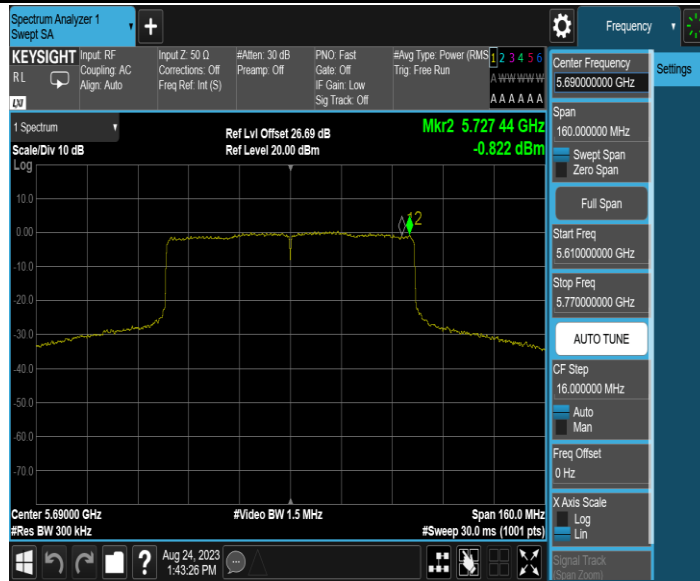 Spectrum Analyzer 1
Swept SA
Frequency
KEYSIGHT
RL
LXI
Input: RF
Coupling: AC
Align: Auto
Input Z: 50 Ω
Corrections: Off
Freq Ref: Int (S)
#Atten: 30 dB
Preamp: Off
PNO: Fast
Gate: Off
IF Gain: Low
Sig Track: Off
#Avg Type: Power (RMS
Trig: Free Run
1 2 3 4 5 6
A W W W W W
A A A A A A
Center Frequency
5.690000000 GHz
Settings
Span
160.000000 MHz
Swept Span
Zero Span
Full Span
Start Freq
5.610000000 GHz
Stop Freq
5.770000000 GHz
AUTO TUNE
CF Step
16.000000 MHz
Auto
Man
Freq Offset
0 Hz
X Axis Scale
Log
Lin
Signal Track
(Span Zoom)
1 Spectrum
Scale/Div 10 dB
Log
Ref Lvl Offset 26.69 dB
Ref Level 20.00 dBm
Mkr2 5.727 44 GHz
-0.822 dBm
10.0
0.00
-10.0
-20.0
-30.0
-40.0
-50.0
-60.0
-70.0
12
Center 5.69000 GHz
#Res BW 300 kHz
#Video BW 1.5 MHz
Span 160.0 MHz
#Sweep 30.0 ms (1001 pts)
Aug 24, 2023
1:43:26 PM